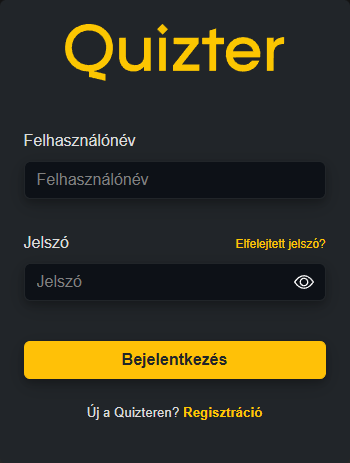 Quizter
Felhasználónév
Felhasználónév
Jelszó Elfelejtett jelszó?
Jelszó
Bejelentkezés
Új a Quizteren? Regisztráció